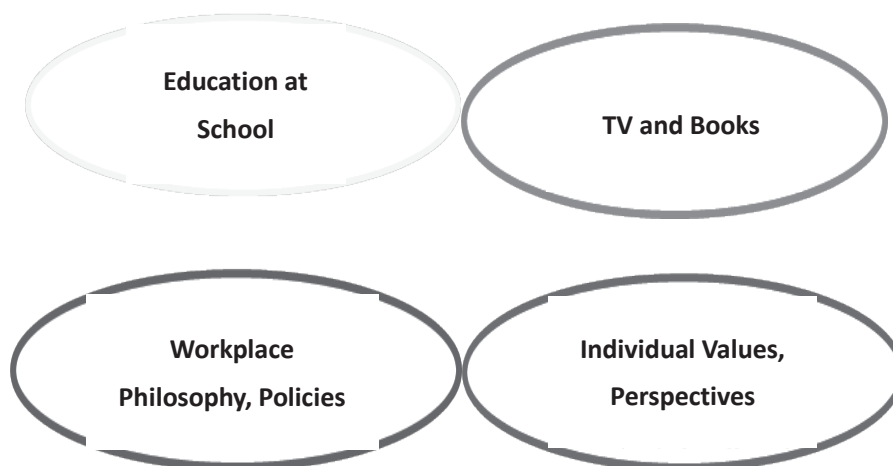 Education at
School
TV and Books
Workplace
Philosophy, Policies
Individual Values,
Perspectives